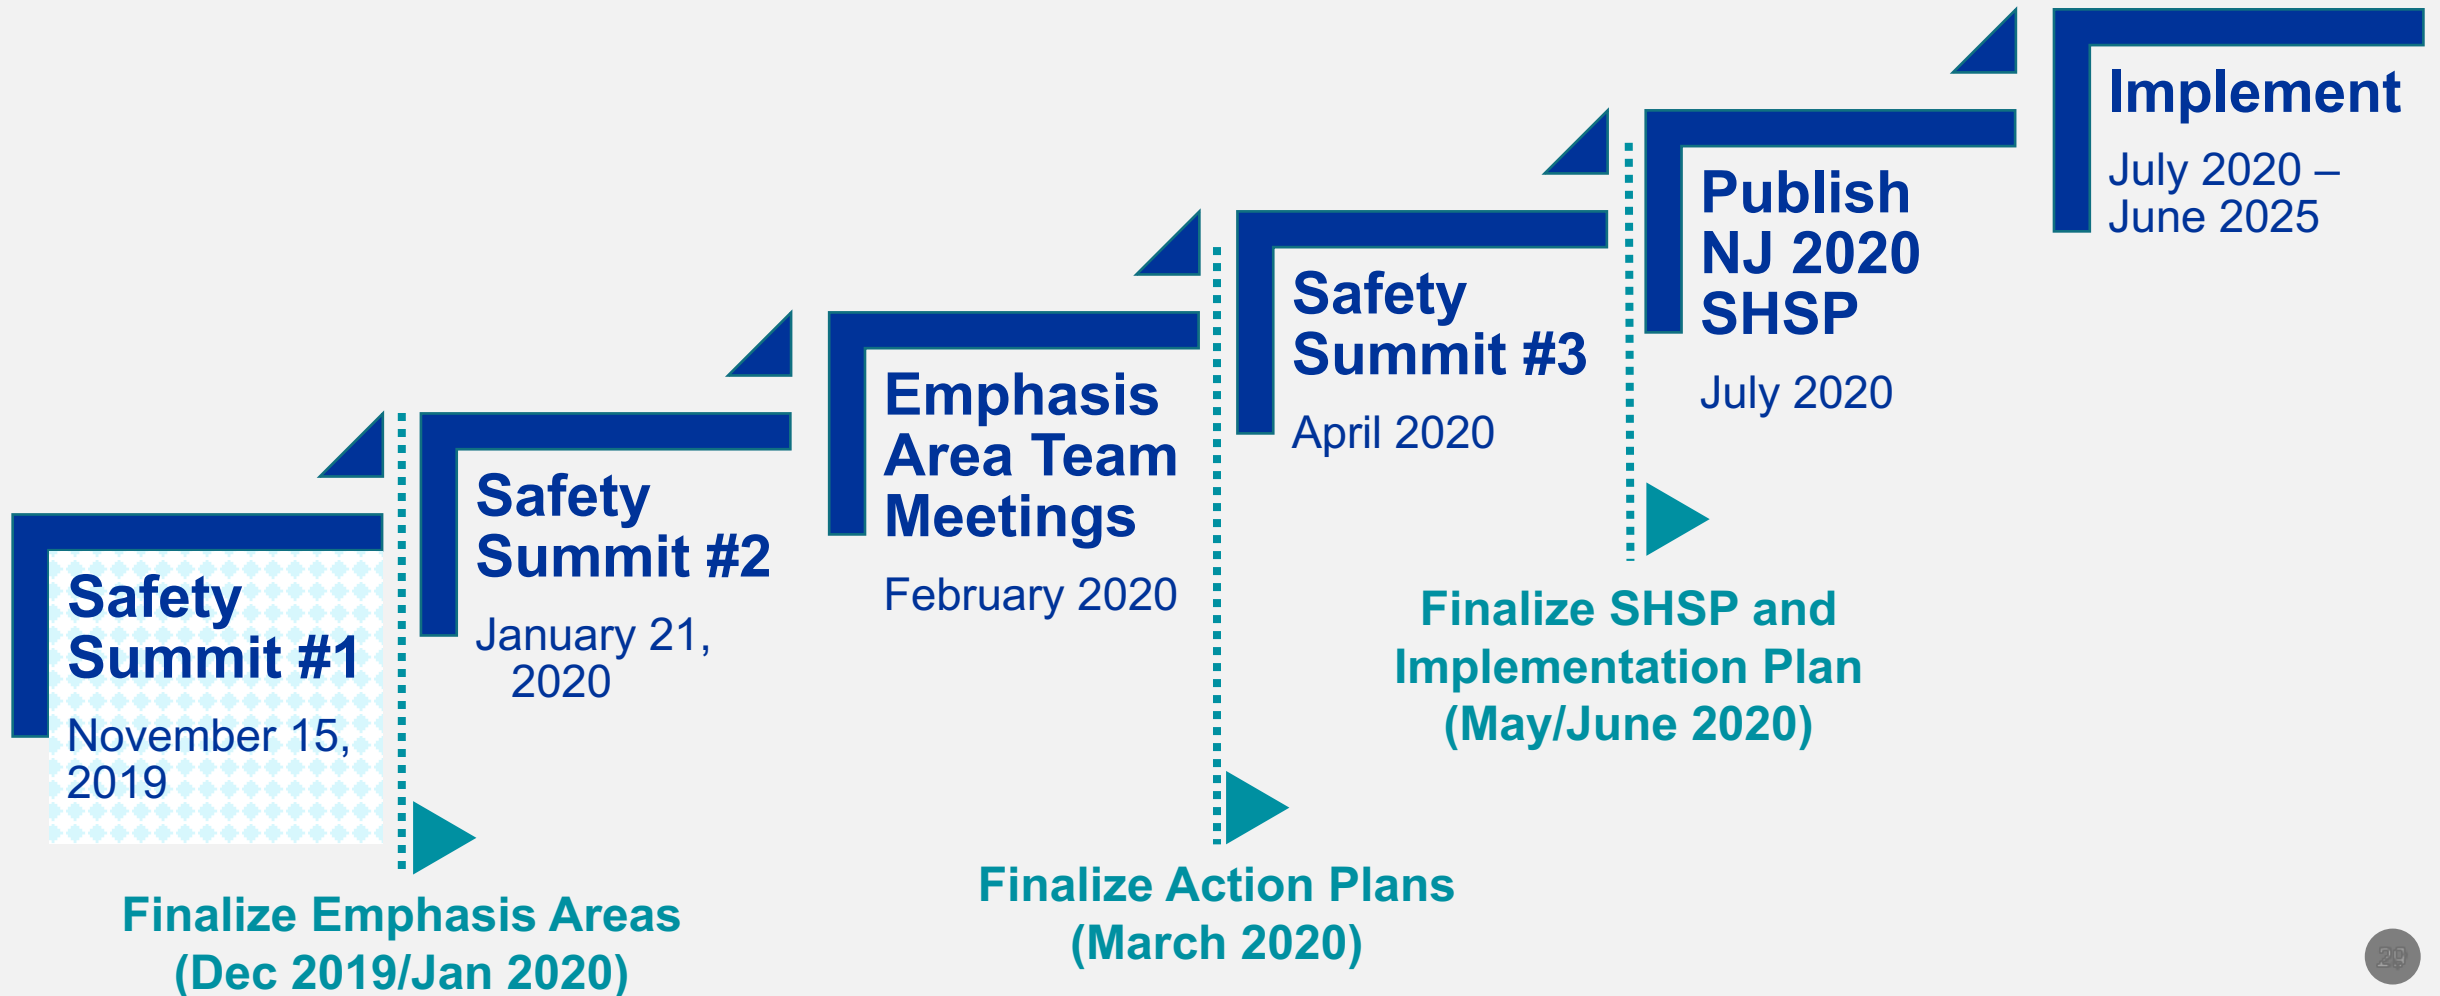 Safety
Summit #1
November 15,
2019
Finalize Emphasis Areas
(Dec 2019/Jan 2020)
Safety
Summit #2
January 21,
2020
Emphasis
Area Team
Meetings
February 2020
Finalize Action Plans
(March 2020)
Safety
Summit #3
April 2020
Finalize SHSP and
Implementation Plan
(May/June 2020)
Publish
NJ 2020
SHSP
July 2020
Implement
July 2020 –
June 2025